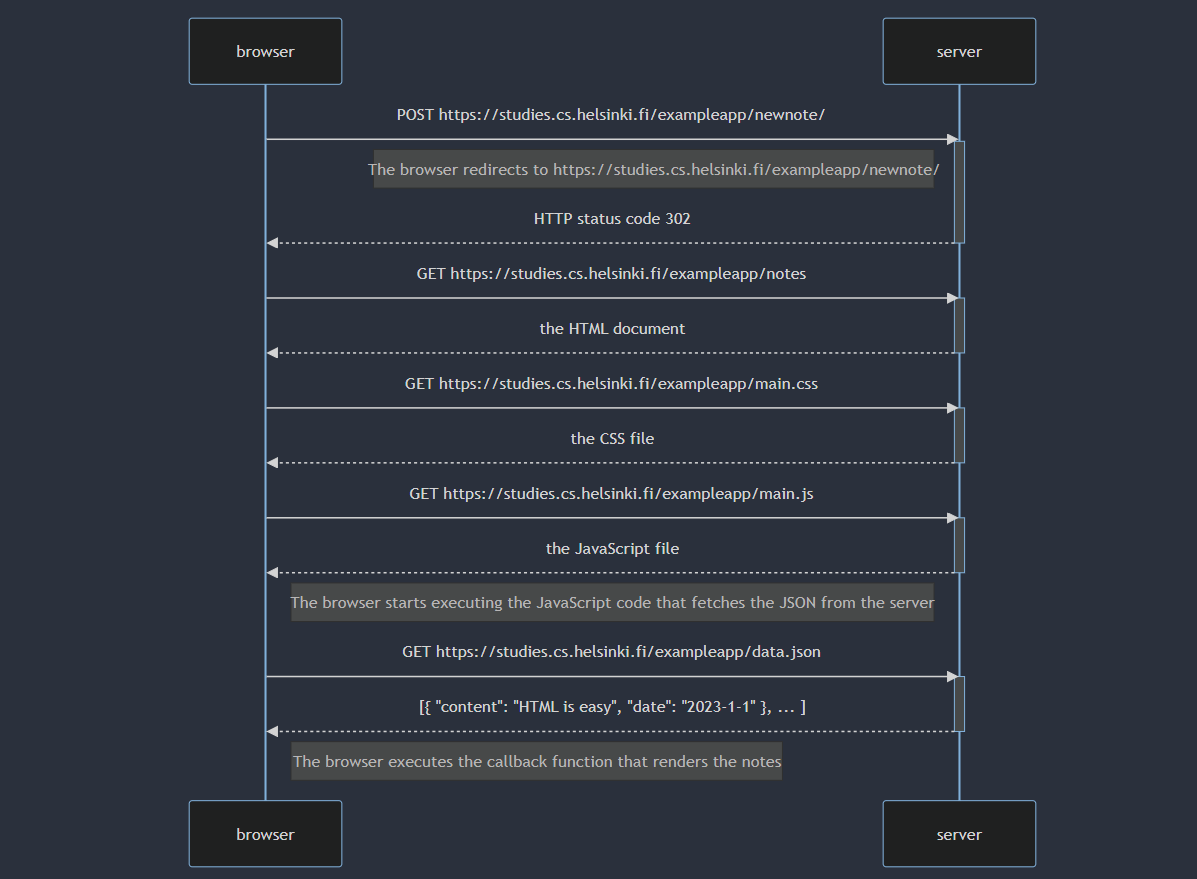 browser
server
POST https://studies.cs.helsinki.fi/exampleapp/newnote/
The browser redirects to https://studies.cs.helsinki.fi/exampleapp/newnote/
HTTP status code 302
GET https://studies.cs.helsinki.fi/exampleapp/notes
the HTML document
GET https://studies.cs.helsinki.fi/exampleapp/main.css
the CSS file
GET https://studies.cs.helsinki.fi/exampleapp/main.js
the JavaScript file
The browser starts executing the JavaScript code that fetches the JSON from the server
GET https://studies.cs.helsinki.fi/exampleapp/data.json
[{ "content": "HTML is easy", "date": "2023-1-1" }, ... ]
The browser executes the callback function that renders the notes
browser
server